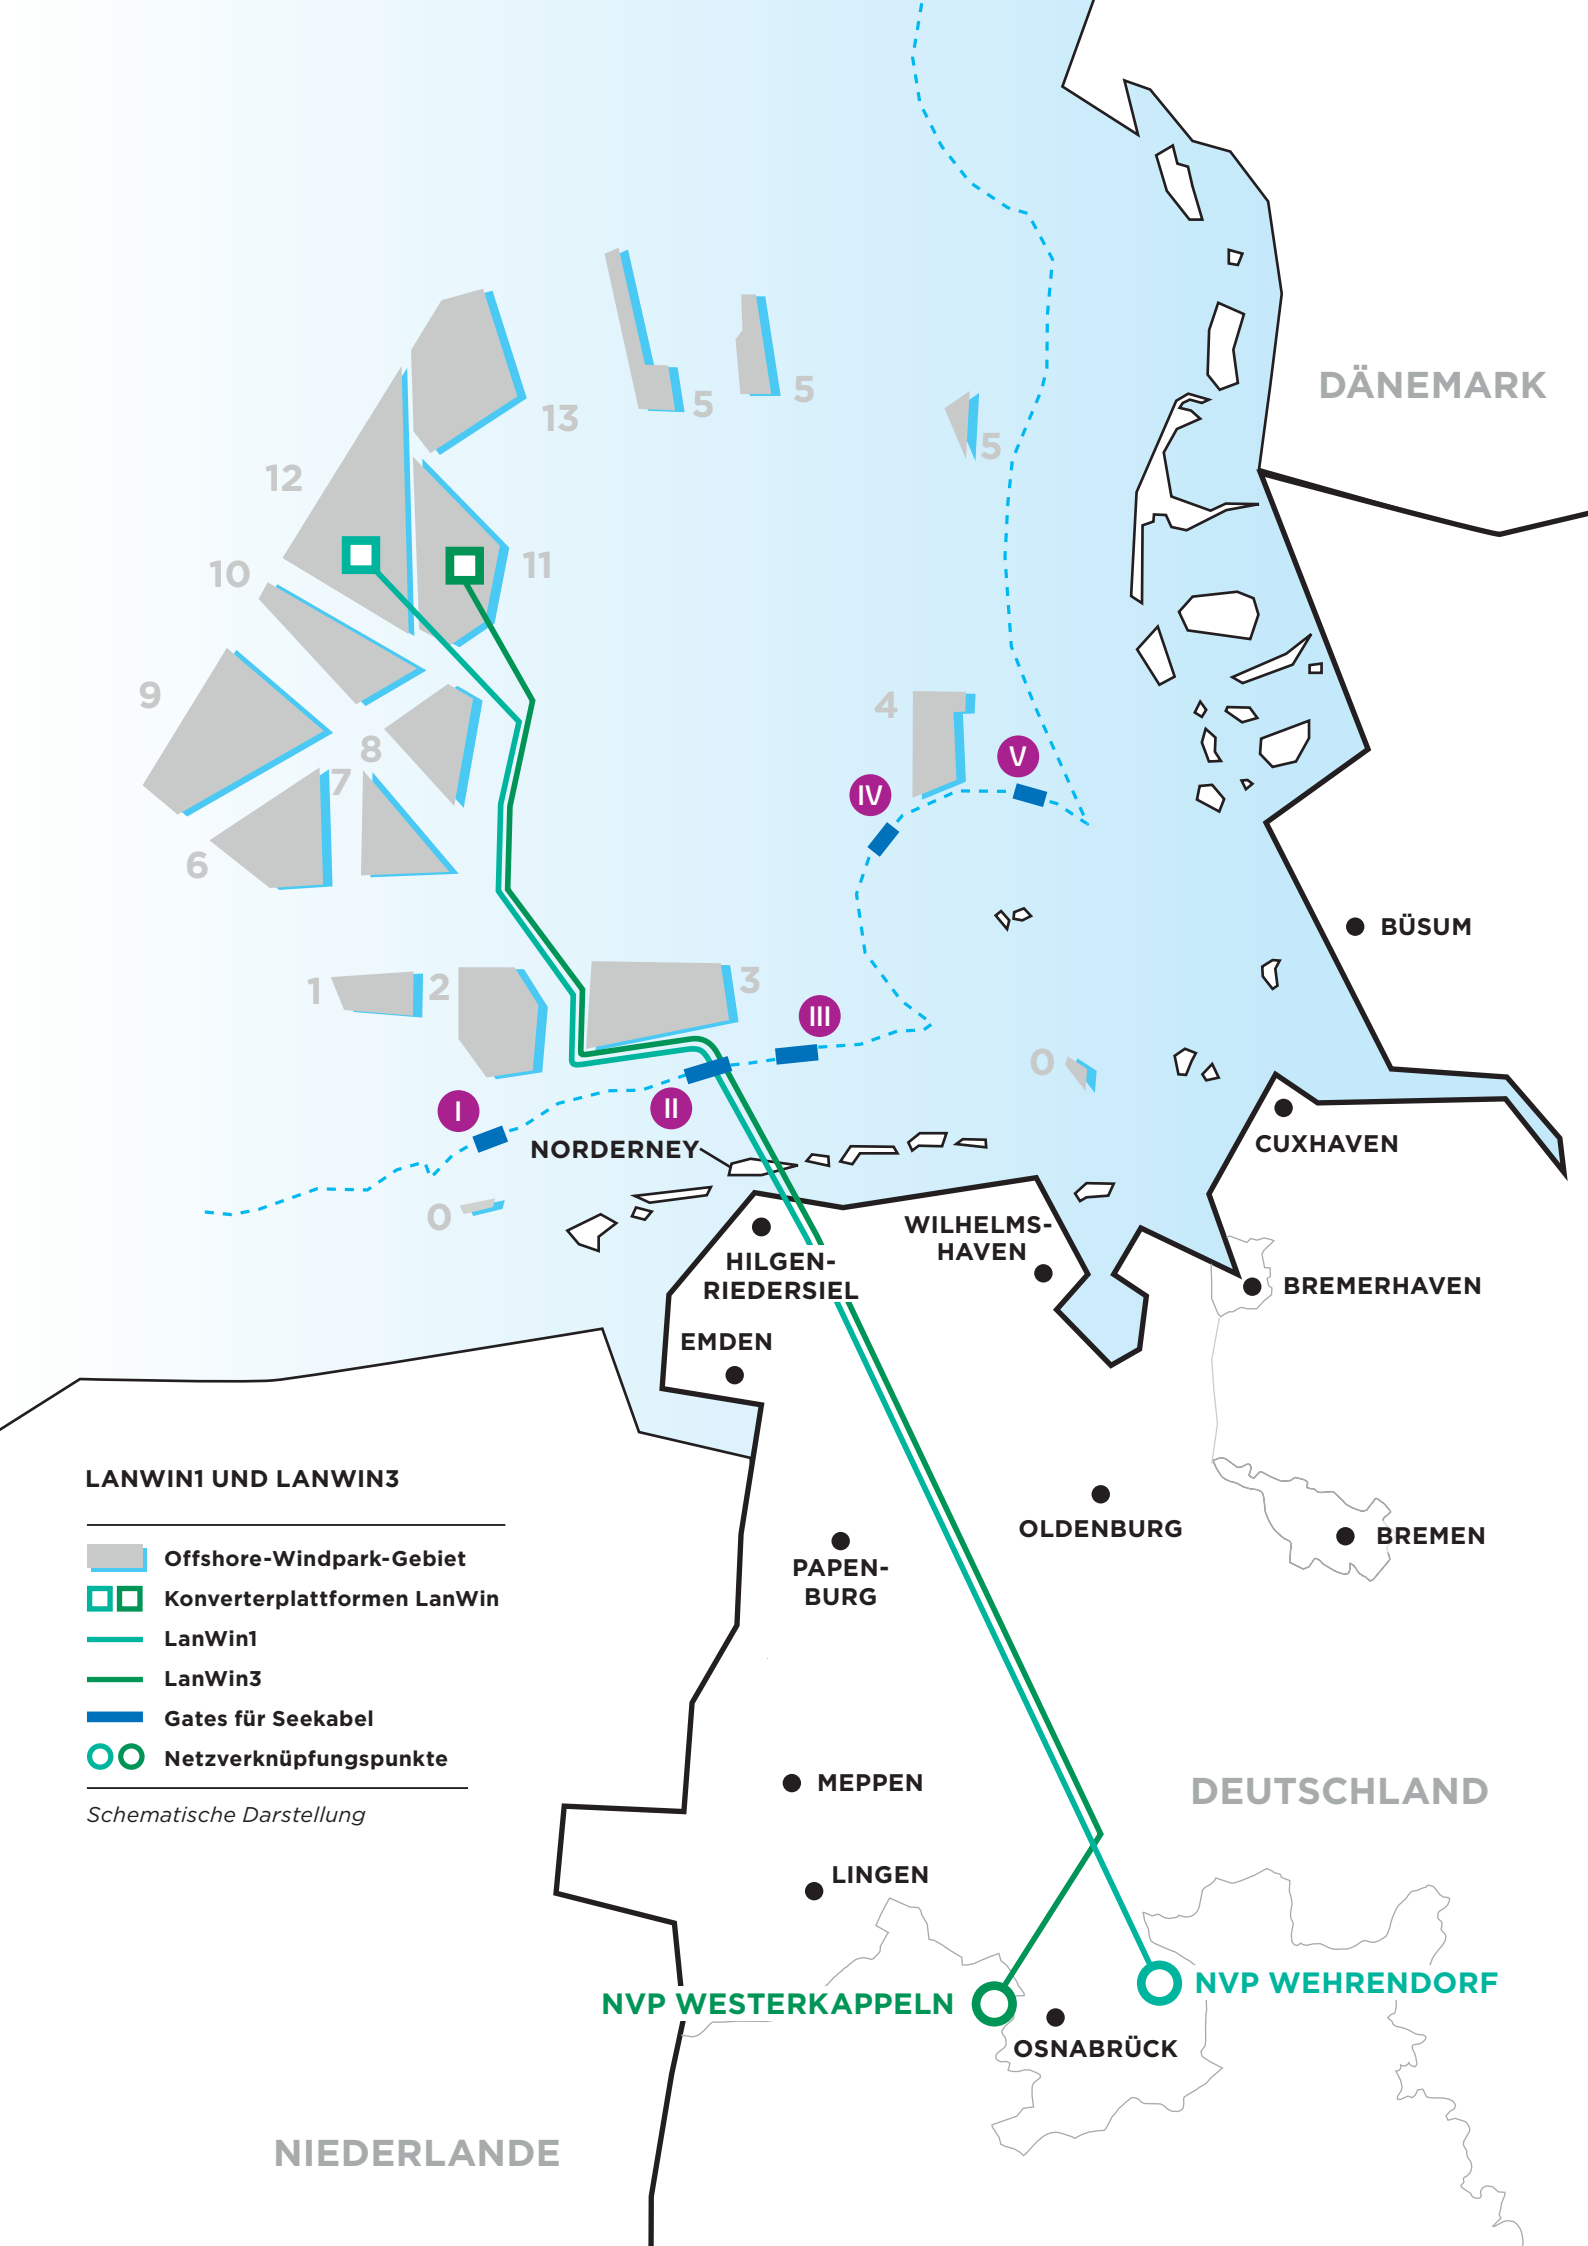 DÄNEMARK
5
5
13
5
12
11
10
9
4
8
V
7
IV
6
BÜSUM
1
2
3
III
0
I
II
CUXHAVEN
NORDERNEY
0
WILHELMS-
HAVEN
HILGEN-
RIEDERSIEL
BREMERHAVEN
EMDEN
LANWIN1 UND LANWIN3
Offshore-Windpark-Gebiet
Konverterplattformen LanWin
LanWin1
LanWin3
Gates für Seekabel
Netzverknüpfungspunkte
Schematische Darstellung
OLDENBURG
BREMEN
PAPEN-
BURG
MEPPEN
DEUTSCHLAND
LINGEN
NVP WEHRENDORF
NVP WESTERKAPPELN
OSNABRÜCK
NIEDERLANDE